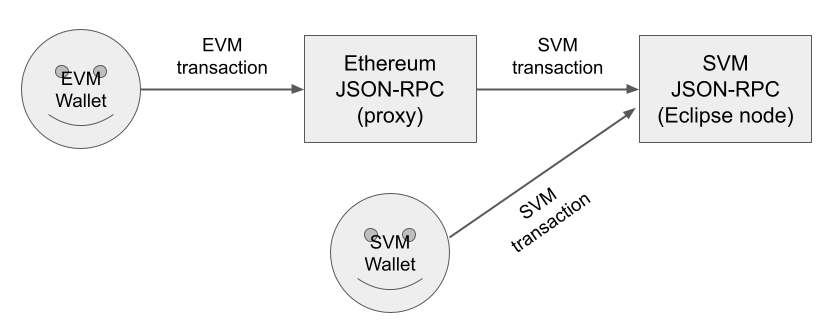 EVM
Wallet
EVM
transaction
Ethereum
JSON-RPC
(proxy)
SVM
transaction
SVM
JSON-RPC
(Eclipse node)
SVM
Wallet
SVM
transaction